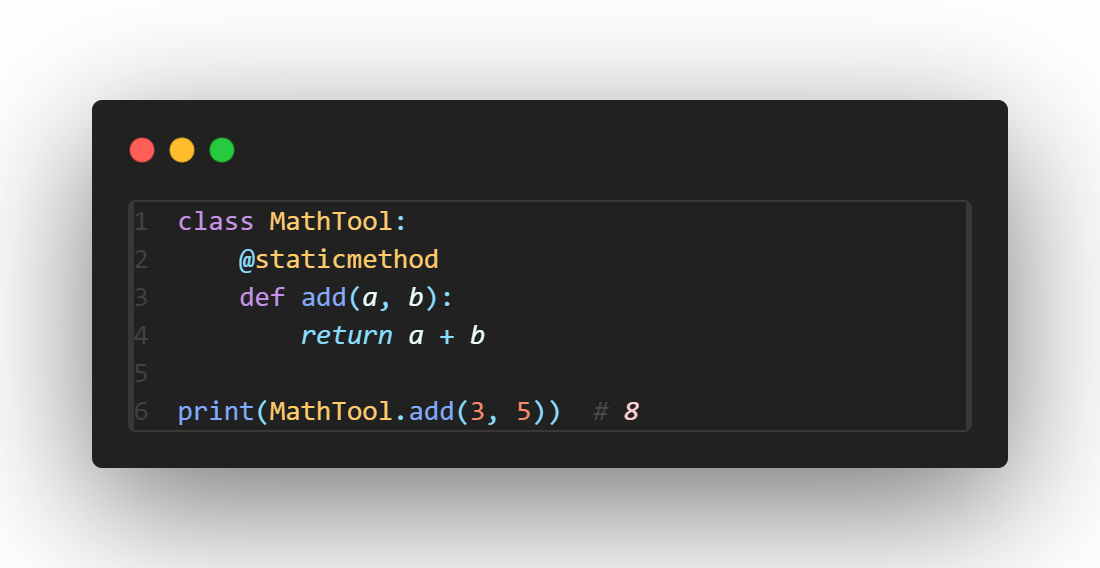 1 class MathTool:
2     @staticmethod
3     def add(a, b):
4         return a + b
5
6 print(MathTool.add(3, 5))  # 8